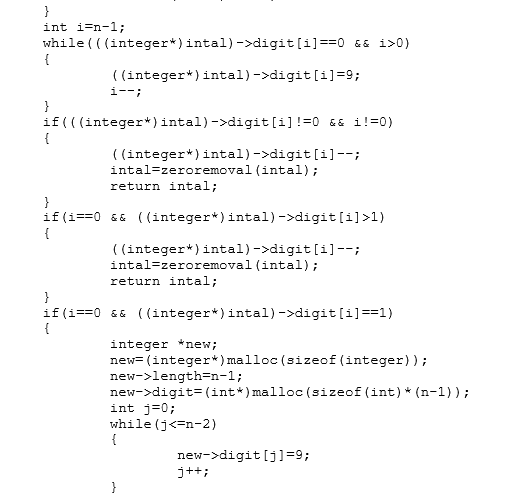 }
int i=n-1;
while(((integer*)intal)->digit[i]==0 && i>0)
{
((integer*)intal)->digit[i]=9;
i--;
}
if(((integer*)intal)->digit[i]!=0 && i!=0)
{
((integer*)intal)->digit[i]--;
intal=zeroremoval(intal);
return intal;
}
if(i==0 && ((integer*)intal)->digit[i]>1)
{
((integer*)intal)->digit[i]--;
intal=zeroremoval(intal);
return intal;
}
if(i==0 && ((integer*)intal)->digit[i]==1)
{
integer *new;
new=(integer*)malloc(sizeof(integer));
new->length=n-1;
new->digit=(int*)malloc(sizeof(int)*(n-1));
int j=0;
while(j<=n-2)
{
new->digit[j]=9;
j++;
}